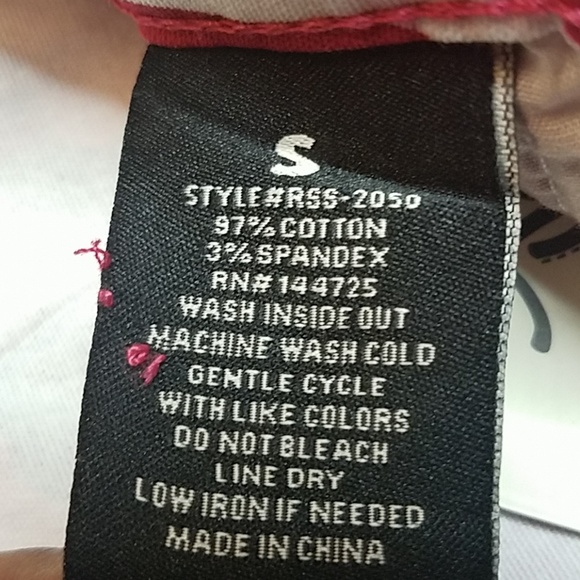 S
STYLE#RSS-2050
97% COTTON
3% SPANDEX
RN# 144725
WASH INSIDE OUT
MACHINE WASH COLD
GENTLE CYCLE
WITH LIKE COLORS
DO NOT BLEACH
LINE DRY
LOW IRON IF NEEDED
MADE IN CHINA